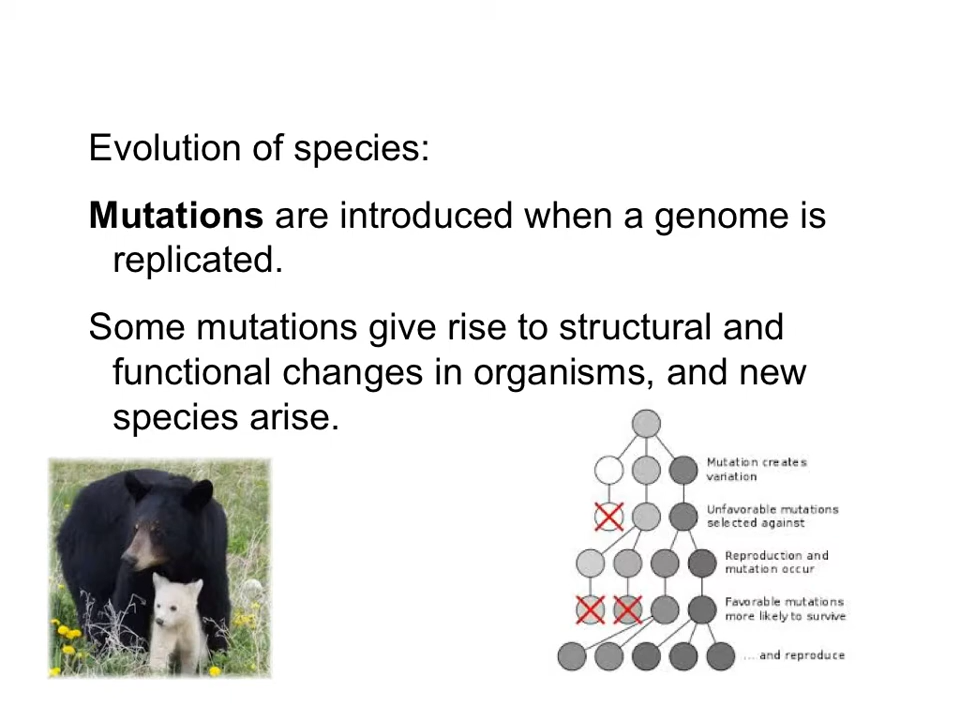 Evolution of species:
Mutations are introduced when a genome is
replicated.
Some mutations give rise to structural and
functional changes in organisms, and new
species arise.
Mutation creates
variation
Unfavorable mutations
selected against
Reproduction and
mutation occur
Favorable mutations
more likely to survive
... and reproduce